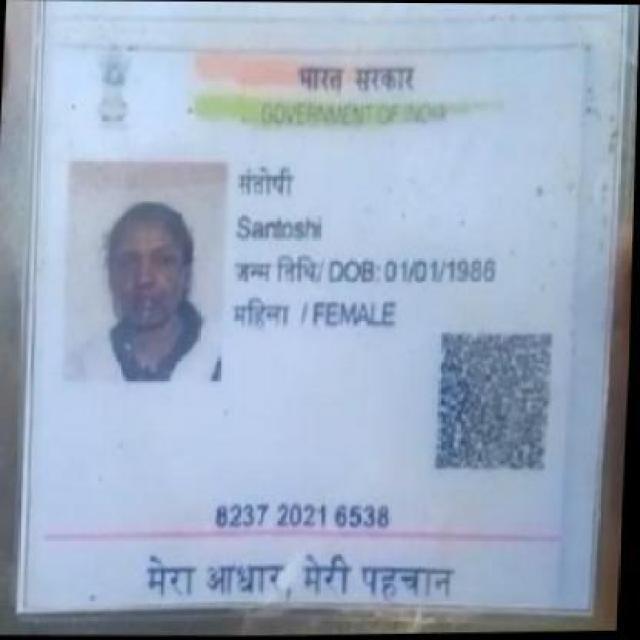 भारत सरकार
GOVERNMENT OF INDIA
संतोषी
Santoshi
जन्म तिथि/ DOB: 01/01/1986
महिला / FEMALE
8237 2021 6538
मेरा आधार, मेरी पहचान